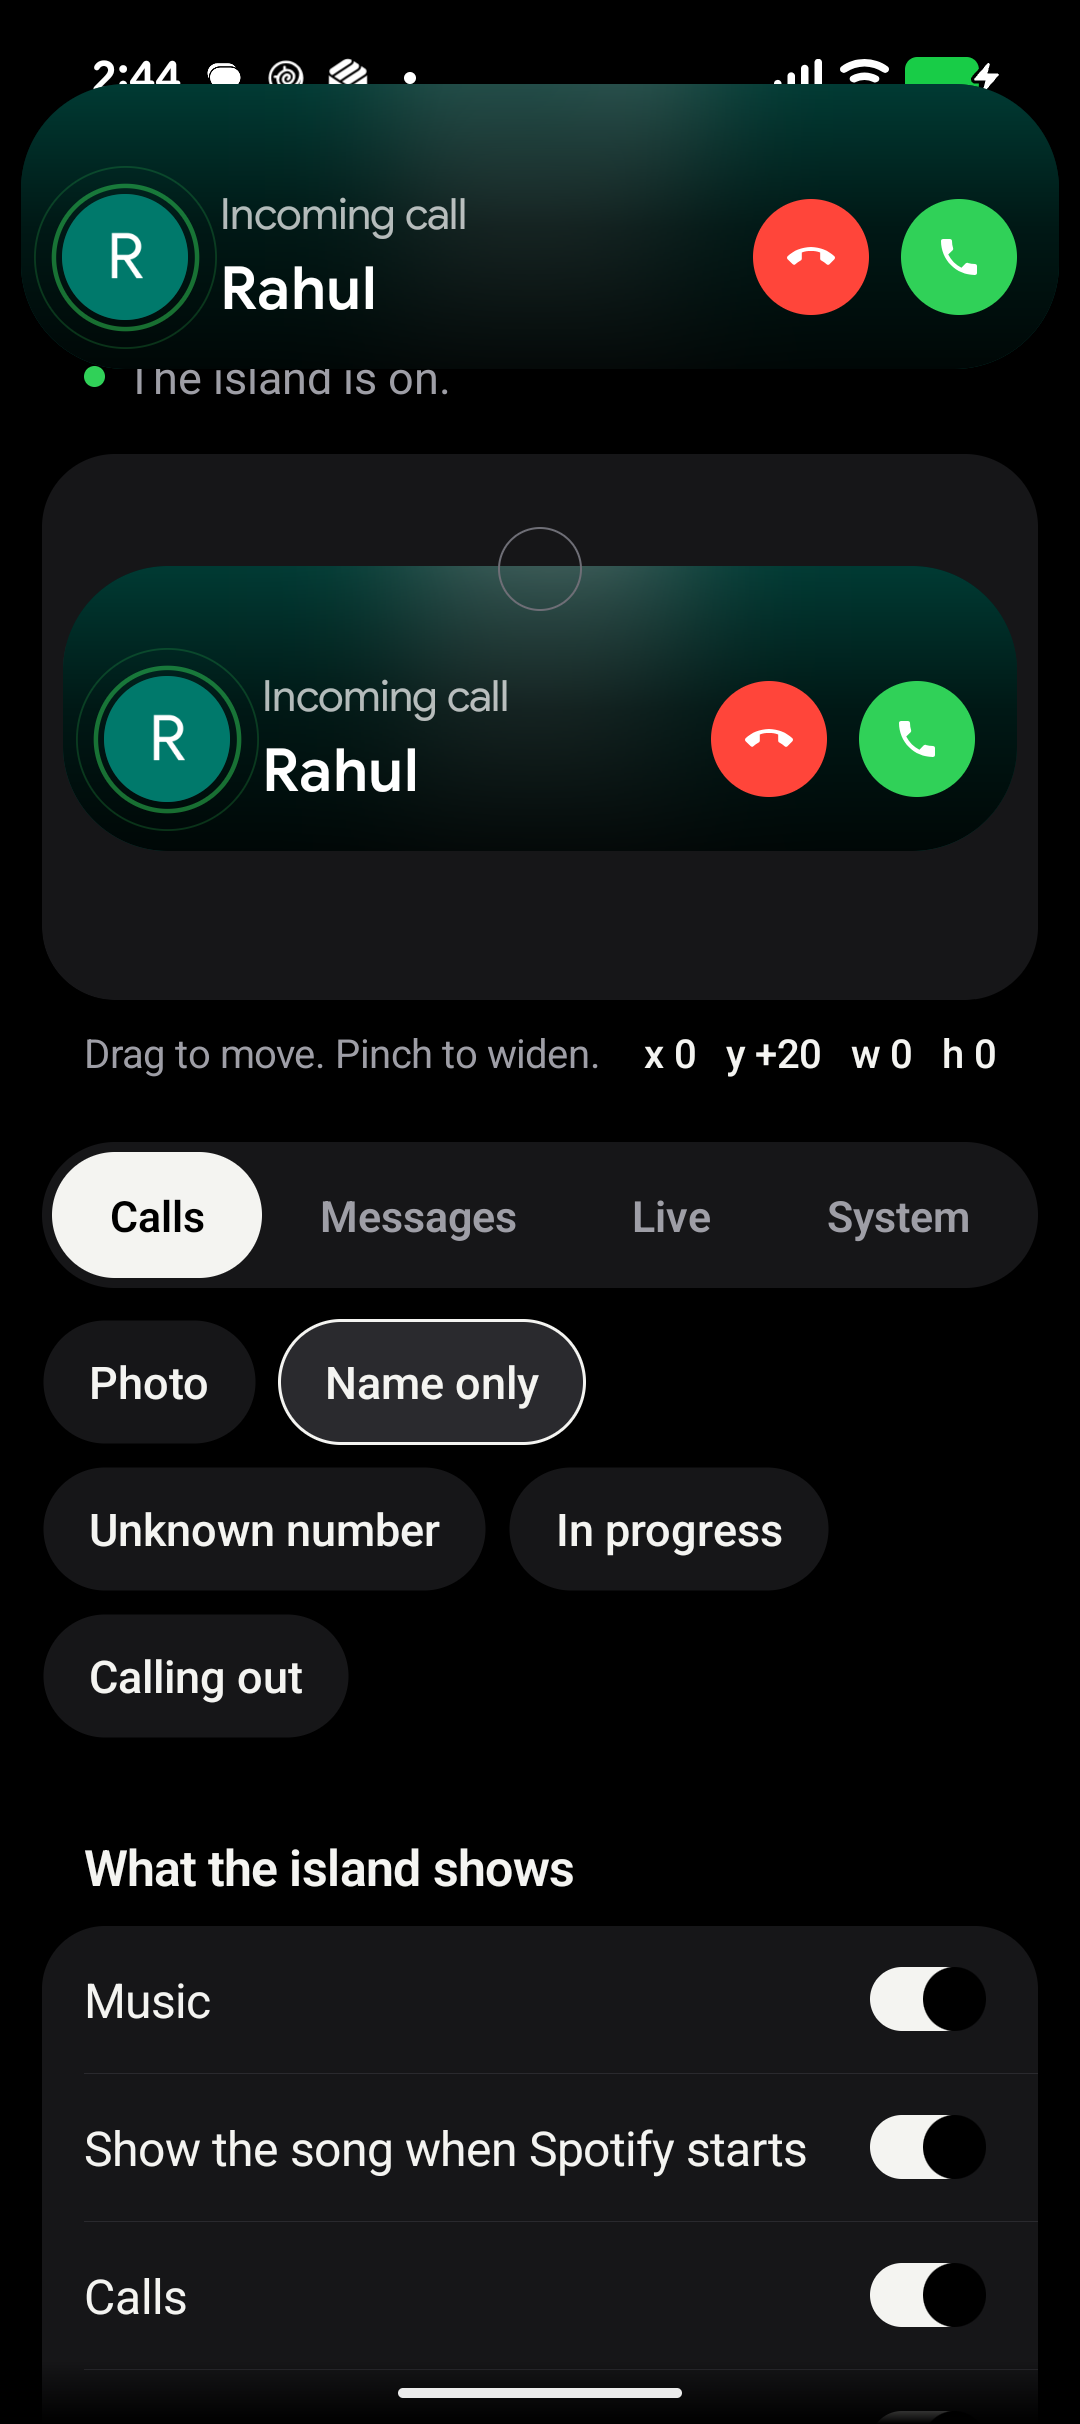 2:44
R
Incoming call
Rahul
The island is on.
R
Incoming call
Rahul
Drag to move. Pinch to widen. x 0 y +20 w 0 h 0
Calls Messages Live System
Photo Name only
Unknown number In progress
Calling out
What the island shows
Music
Show the song when Spotify starts
Calls